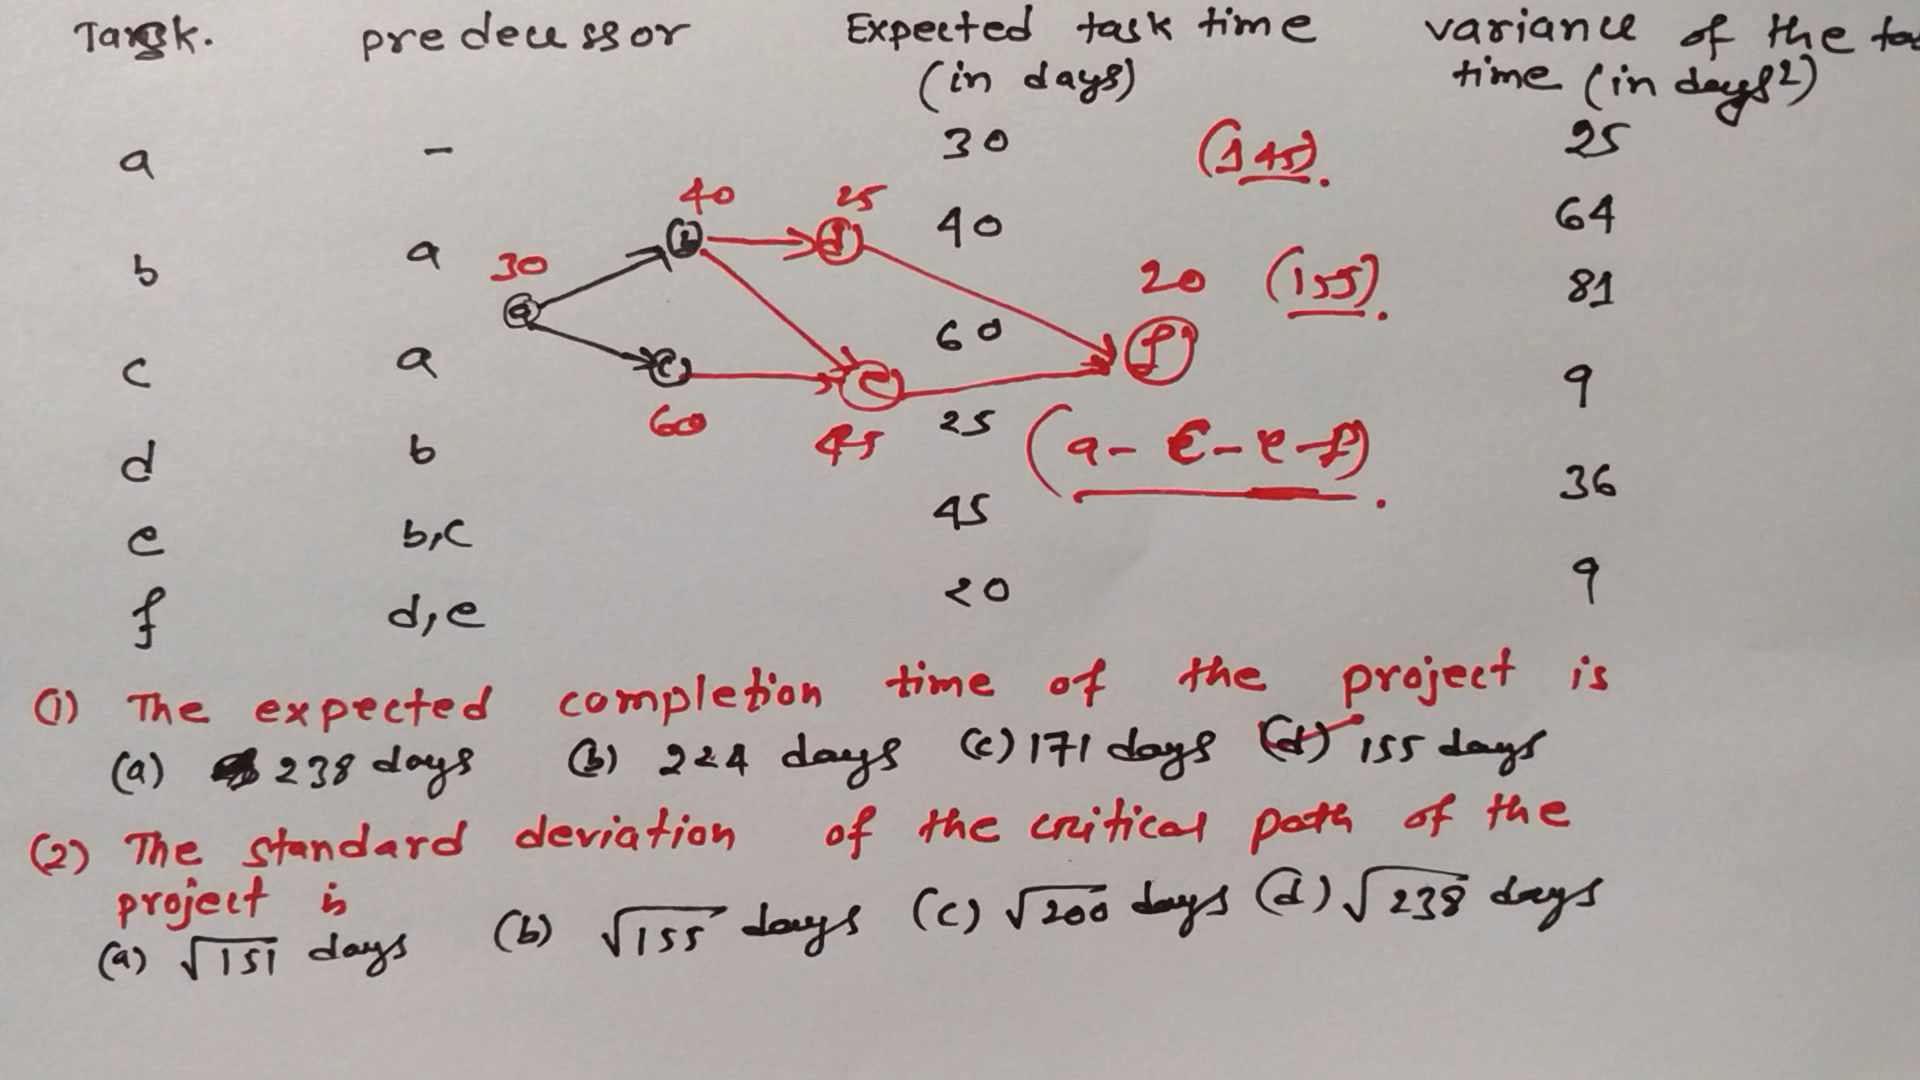 Task. predecessor Expected task time variance of the
(in days) time (in days²)
a - 30 25
b a 40 64
c a 60 81
d b 25 9
e b,c 45 36
f d,e 20 9
(145).
40 25
30
a b d
20 (155).
c e f
60 45
(a-c-e-f).
(1) The expected completion time of the project is
(a) 238 days (b) 224 days (c) 171 days (d) 155 days
(2) The standard deviation of the critical path of the
project is
(a) √151 days (b) √155 days (c) √200 days (d) √238 days